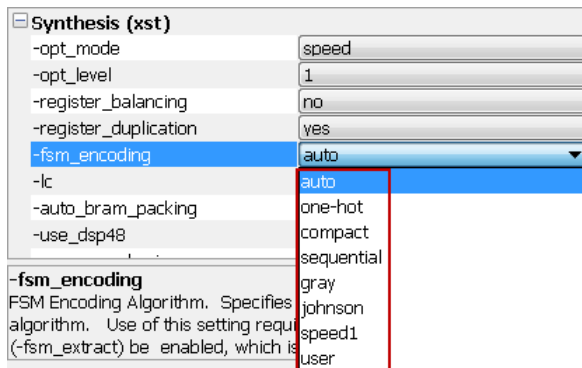 Synthesis (xst)
-opt_mode speed
-opt_level 1
-register_balancing no
-register_duplication yes
-fsm_encoding auto
-lc auto
-auto_bram_packing one-hot
-use_dsp48 compact
sequential
gray
johnson
speed1
user
-fsm_encoding
FSM Encoding Algorithm. Specifies
algorithm. Use of this setting requi
(-fsm_extract) be enabled, which is